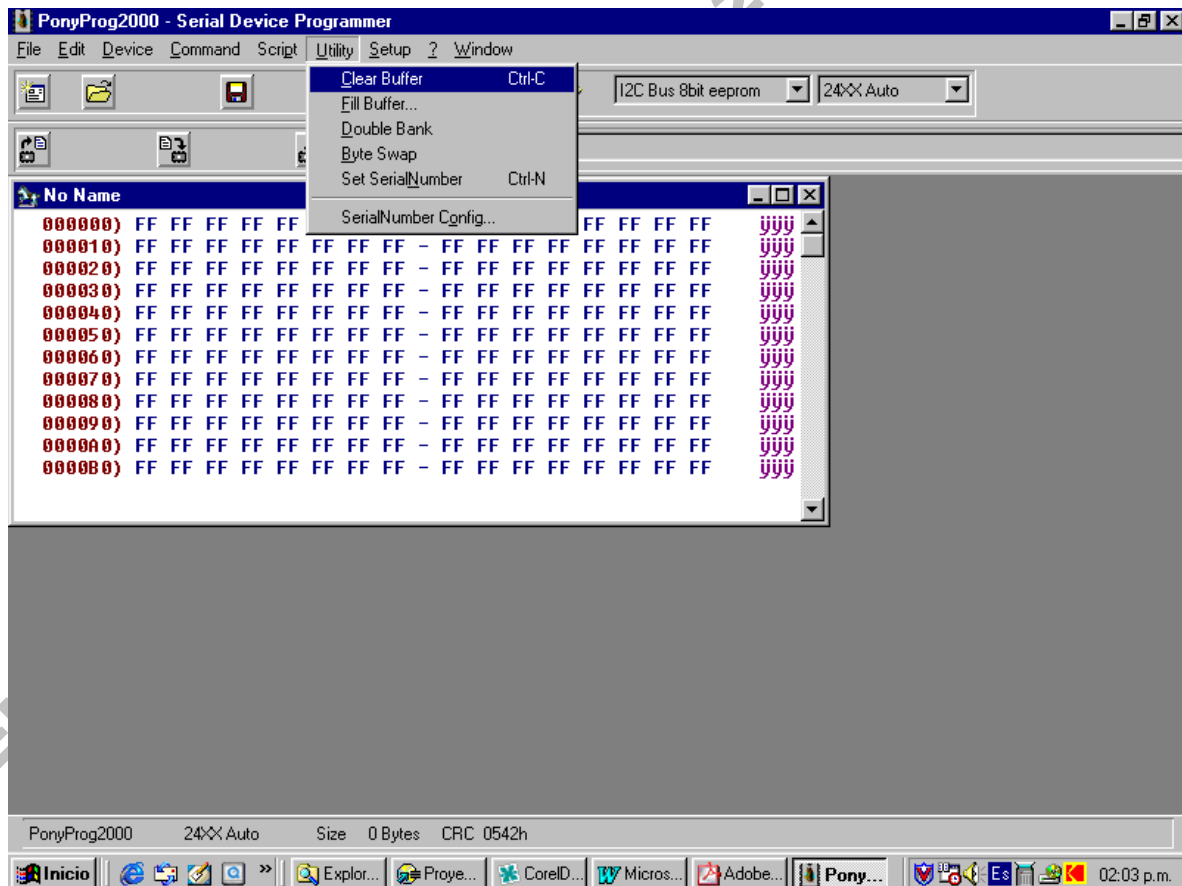 PonyProg2000 - Serial Device Programmer
File Edit Device Command Script Utility Setup ? Window
Clear Buffer Ctrl-C
Fill Buffer...
Double Bank
Byte Swap
Set SerialNumber Ctrl-N
SerialNumber Config...
I2C Bus 8bit eeprom 24XX Auto
No Name
000000) FF FF FF FF FF FF FF FF FF ÿÿÿÿ
000010) FF FF FF FF FF FF FF FF - FF FF FF FF FF FF FF FF ÿÿÿÿ
000020) FF FF FF FF FF FF FF FF - FF FF FF FF FF FF FF FF ÿÿÿÿ
000030) FF FF FF FF FF FF FF FF - FF FF FF FF FF FF FF FF ÿÿÿÿ
000040) FF FF FF FF FF FF FF FF - FF FF FF FF FF FF FF FF ÿÿÿÿ
000050) FF FF FF FF FF FF FF FF - FF FF FF FF FF FF FF FF ÿÿÿÿ
000060) FF FF FF FF FF FF FF FF - FF FF FF FF FF FF FF FF ÿÿÿÿ
000070) FF FF FF FF FF FF FF FF - FF FF FF FF FF FF FF FF ÿÿÿÿ
000080) FF FF FF FF FF FF FF FF - FF FF FF FF FF FF FF FF ÿÿÿÿ
000090) FF FF FF FF FF FF FF FF - FF FF FF FF FF FF FF FF ÿÿÿÿ
0000A0) FF FF FF FF FF FF FF FF - FF FF FF FF FF FF FF FF ÿÿÿÿ
0000B0) FF FF FF FF FF FF FF FF - FF FF FF FF FF FF FF FF ÿÿÿÿ
PonyProg2000 24XX Auto Size 0 Bytes CRC 0542h
Inicio » Explor... Proye... CorelD... Micros... Adobe... Pony... Es 02:03 p.m.